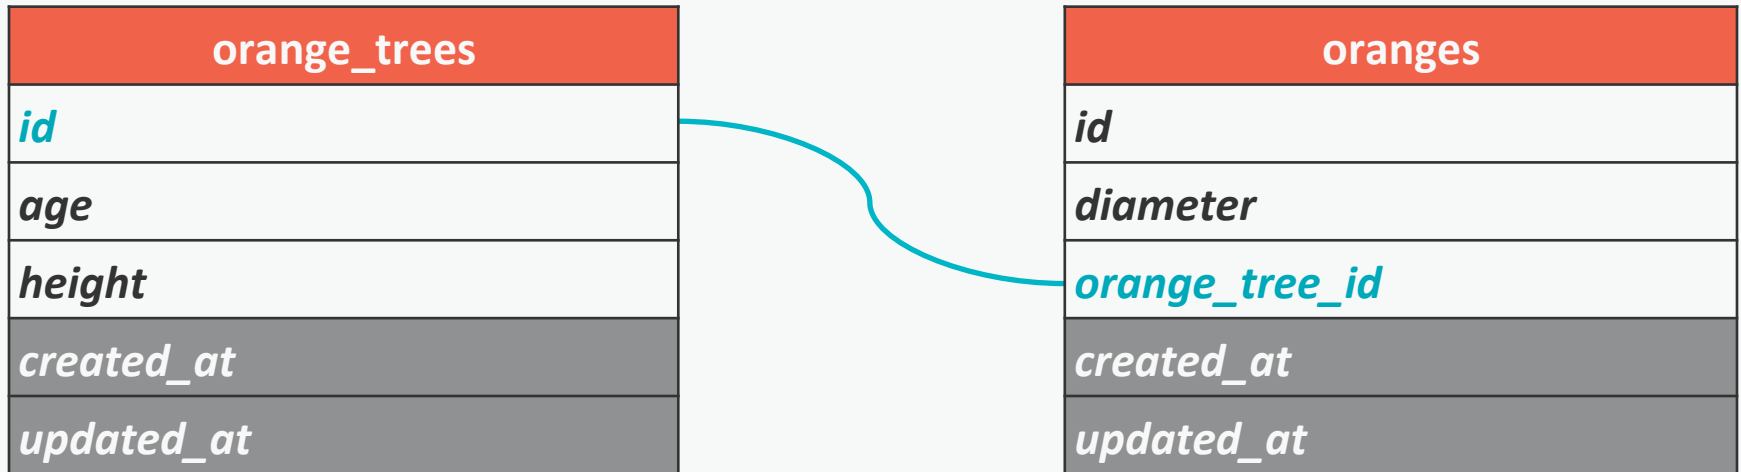 orange_trees
id
age
height
created_at
updated_at
oranges
id
diameter
orange_tree_id
created_at
updated_at